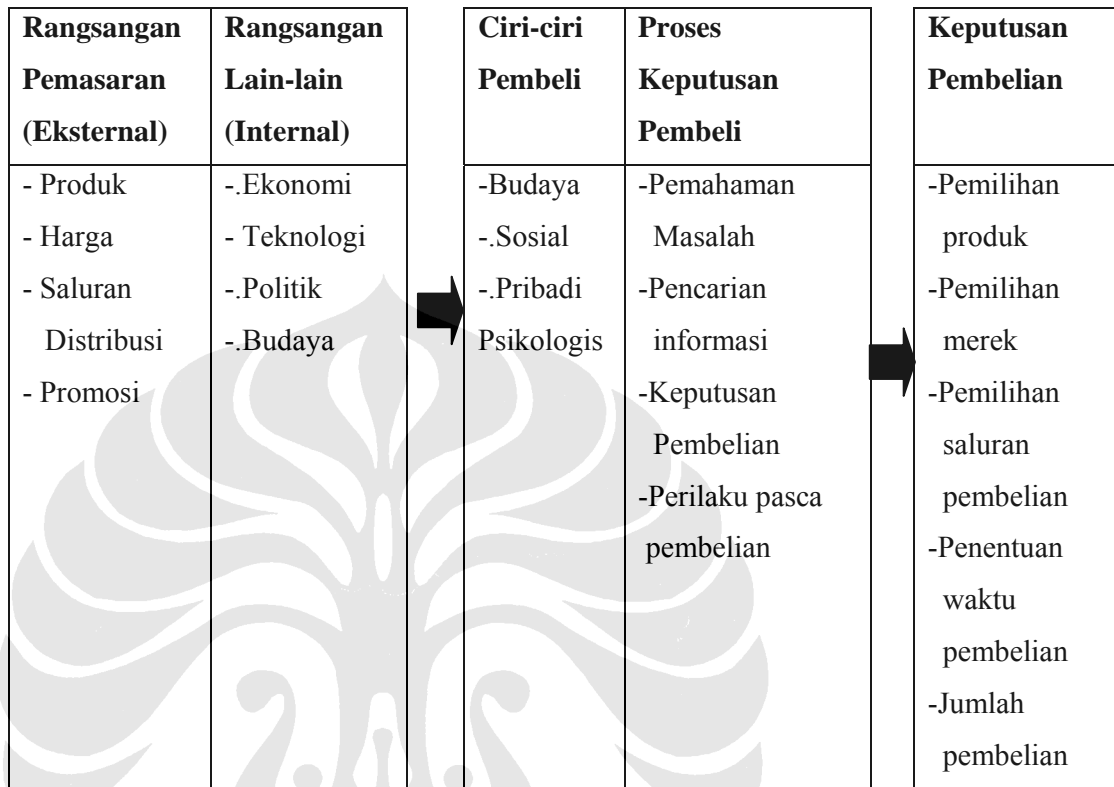 Rangsangan
Pemasaran
(Eksternal)
- Produk
- Harga
- Saluran
Distribusi
- Promosi
Rangsangan
Lain-lain
(Internal)
-.Ekonomi
- Teknologi
-.Politik
-.Budaya
Ciri-ciri
Pembeli
-Budaya
-.Sosial
-.Pribadi
Psikologis
Proses
Keputusan
Pembeli
-Pemahaman
Masalah
-Pencarian
informasi
-Keputusan
Pembelian
-Perilaku pasca
pembelian
Keputusan
Pembelian
-Pemilihan
produk
-Pemilihan
merek
-Pemilihan
saluran
pembelian
-Penentuan
waktu
pembelian
-Jumlah
pembelian